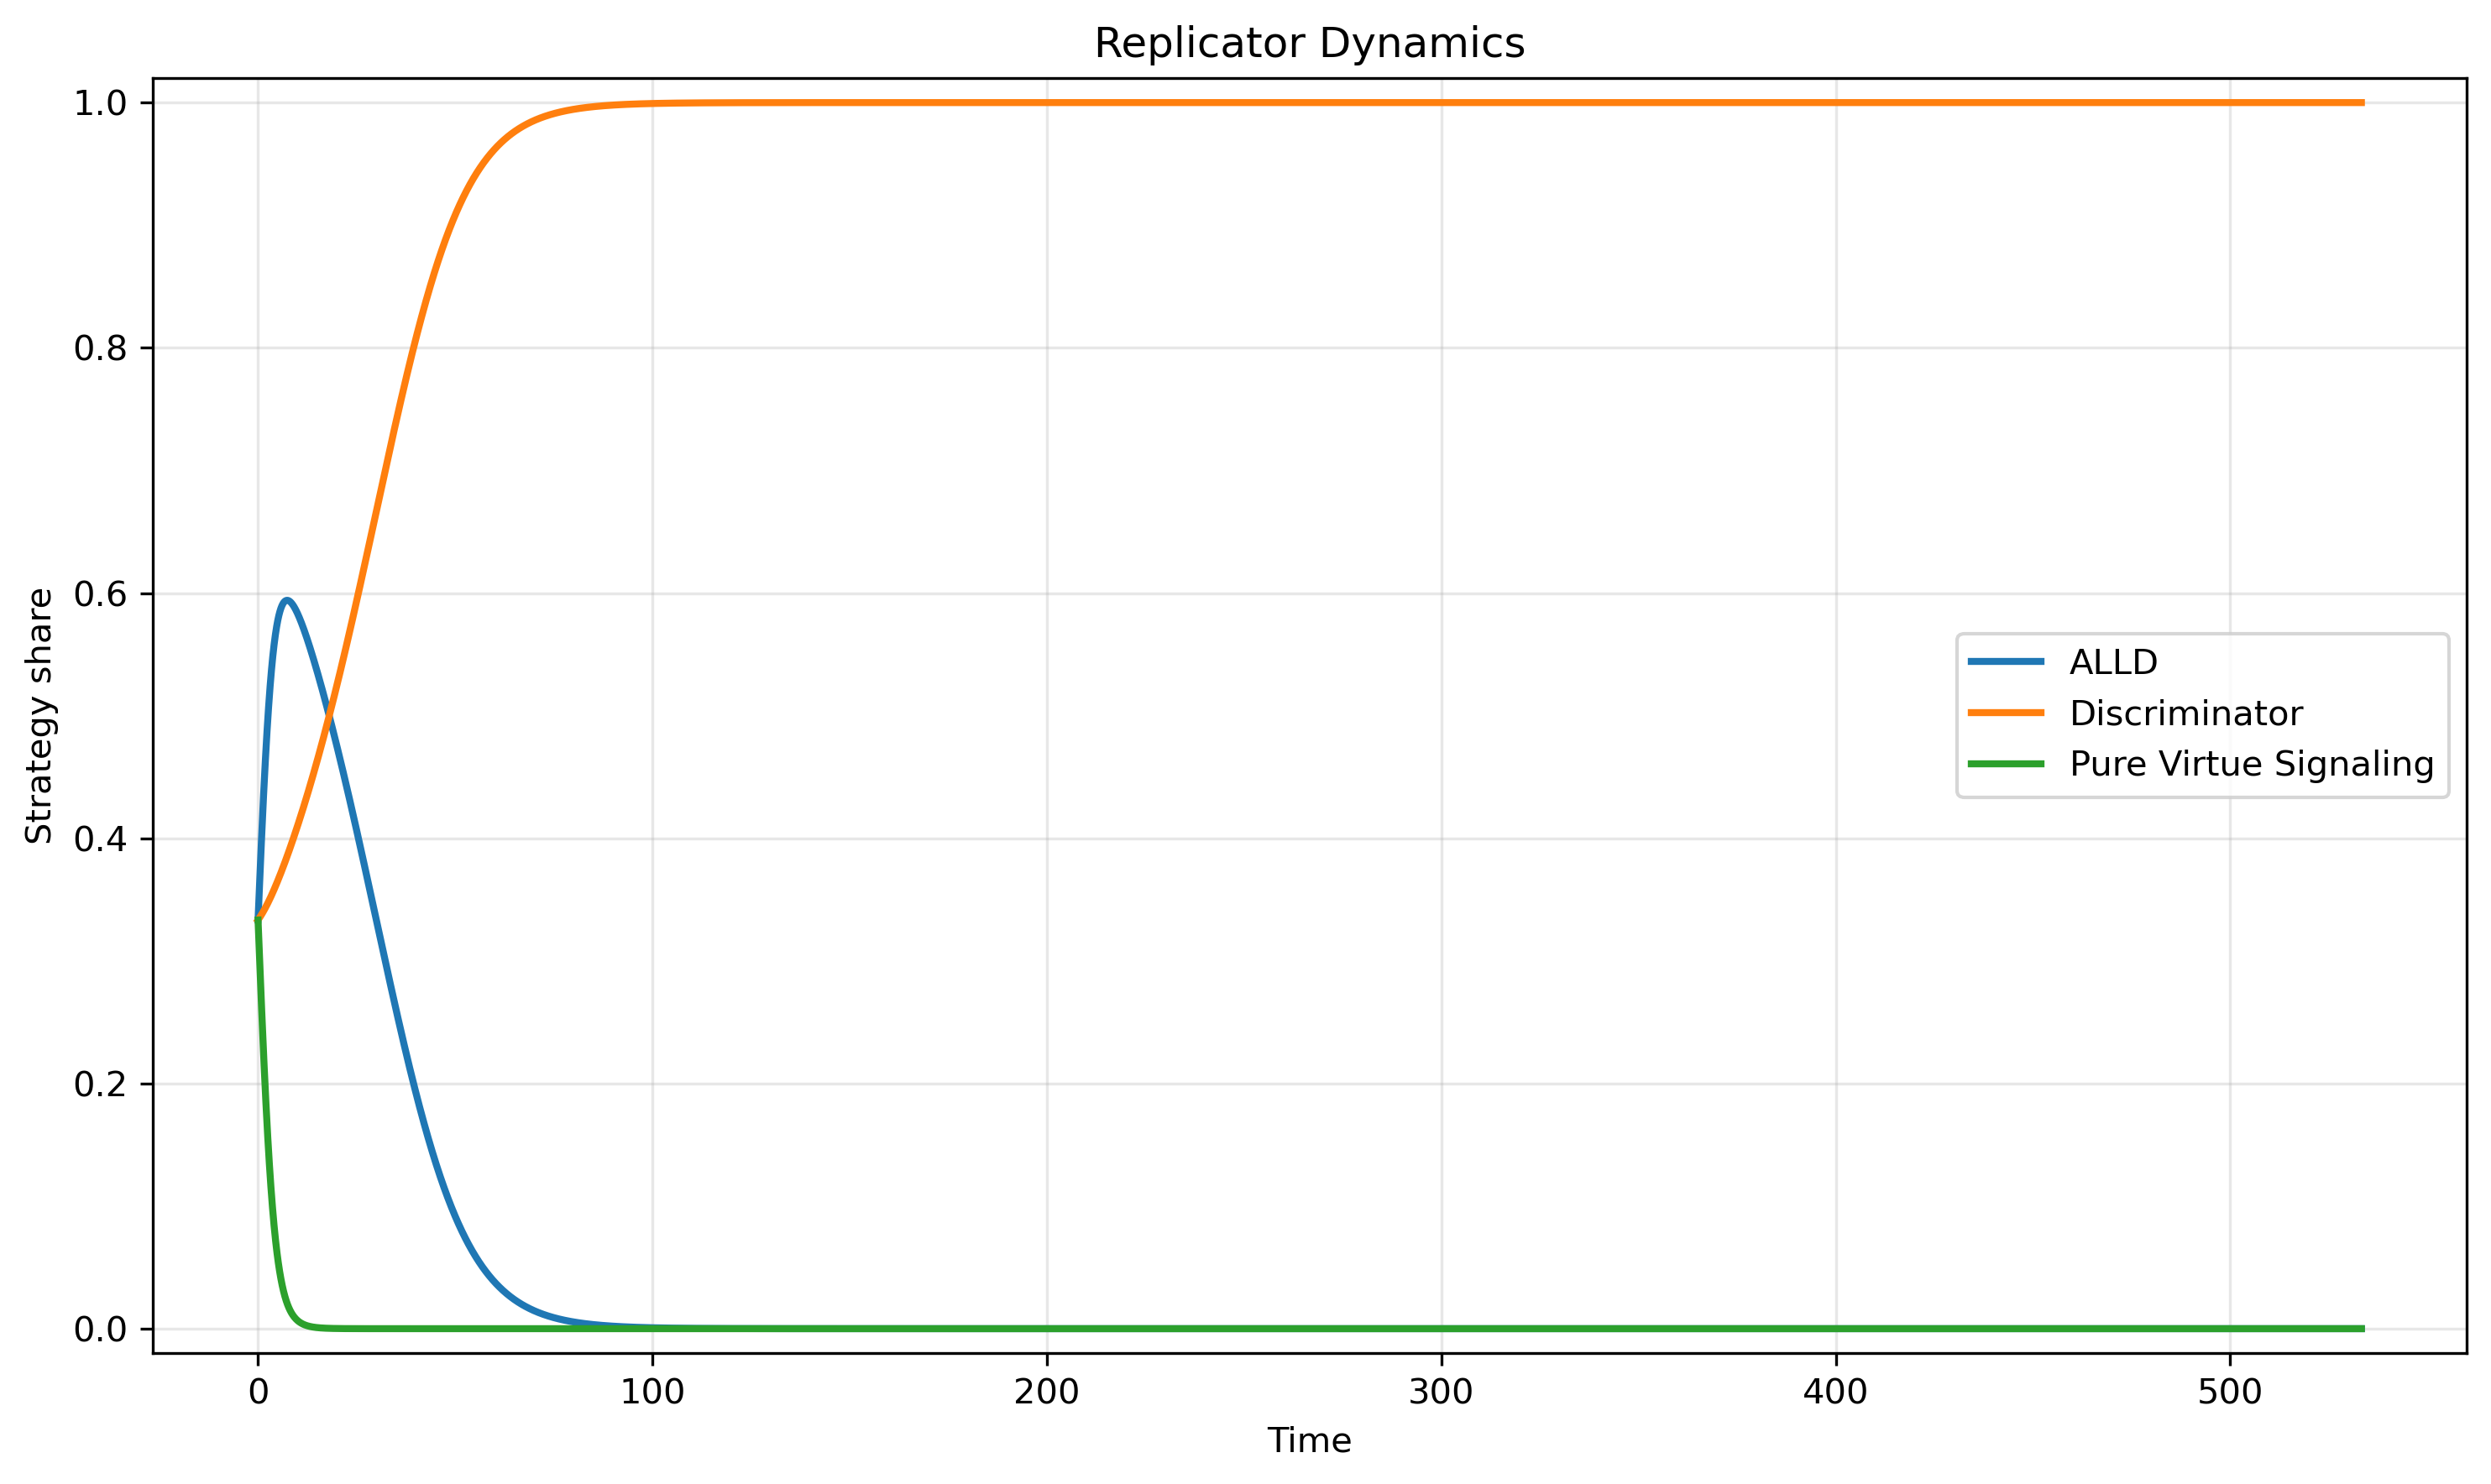 Replicator Dynamics
1.0
0.8
0.6
0.4
0.2
0.0
Strategy share
ALLD
Discriminator
Pure Virtue Signaling
0 100 200 300 400 500
Time